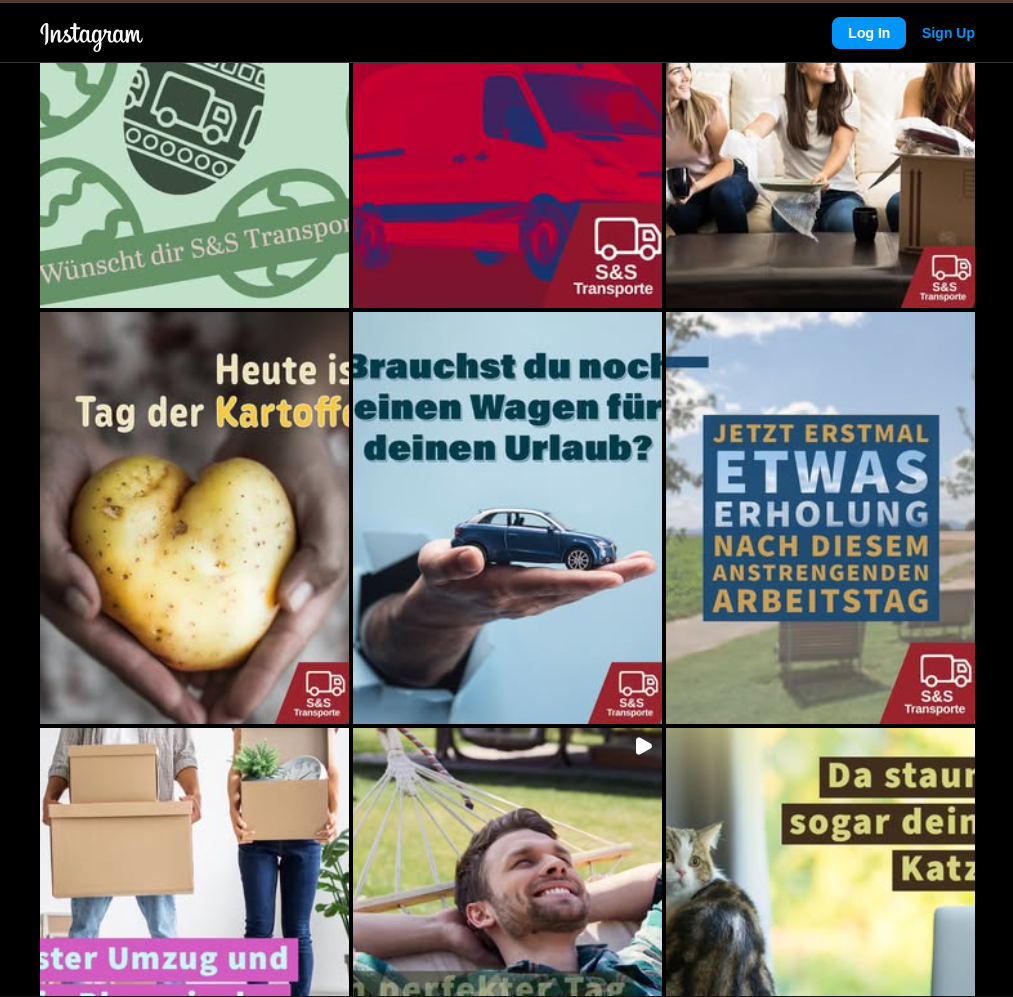 Instagram
Log In
Sign Up
Wünscht dir S&S Transpor
S&S
Transporte
S&S
Transporte
Heute is
Tag der Kartoffe
S&S
Transporte
Brauchst du noch
einen Wagen für
deinen Urlaub?
S&S
Transporte
JETZT ERSTMAL
ETWAS
ERHOLUNG
NACH DIESEM
ANSTRENGENDEN
ARBEITSTAG
S&S
Transporte
ster Umzug und
n perfekter Tag
Da staun
sogar dein
Katz